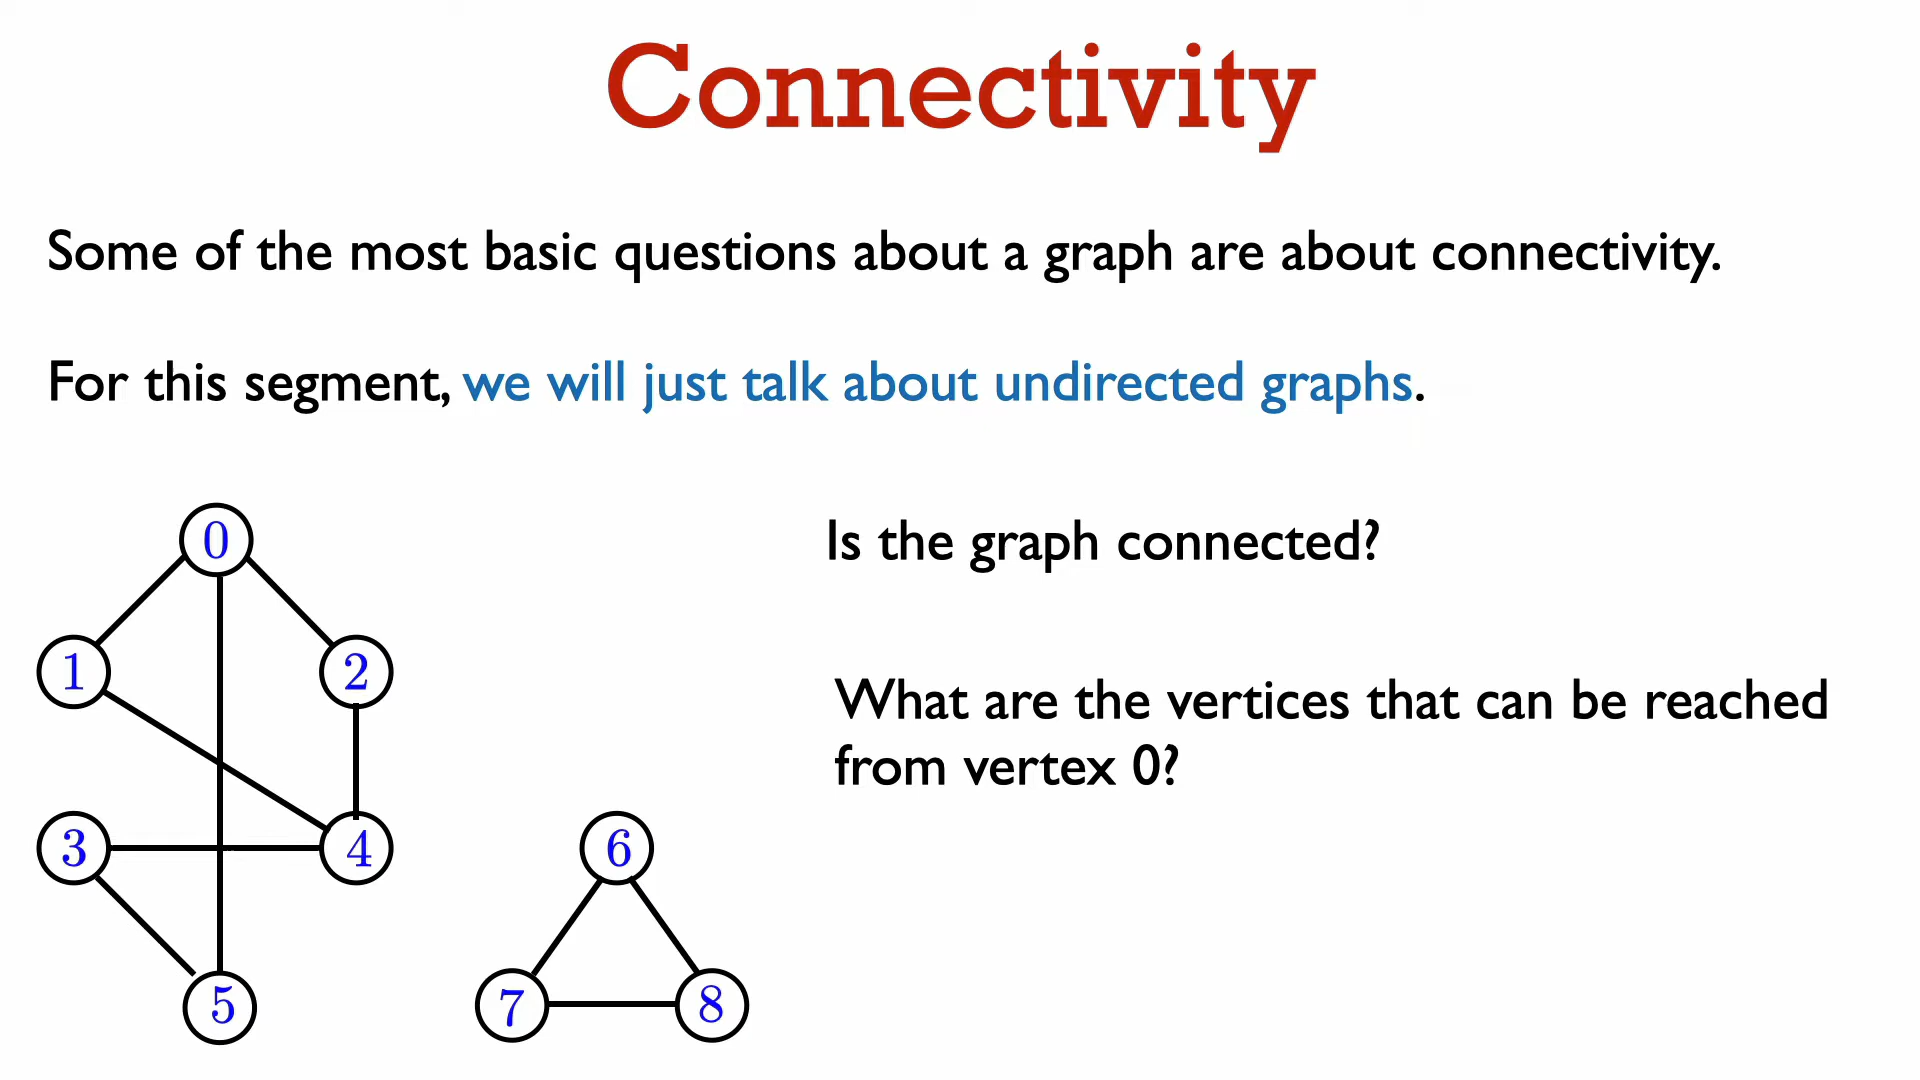 Connectivity
Some of the most basic questions about a graph are about connectivity.
For this segment, we will just talk about undirected graphs.
0
Is the graph connected?
1
2
What are the vertices that can be reached
from vertex 0?
3
4
6
5
7
8